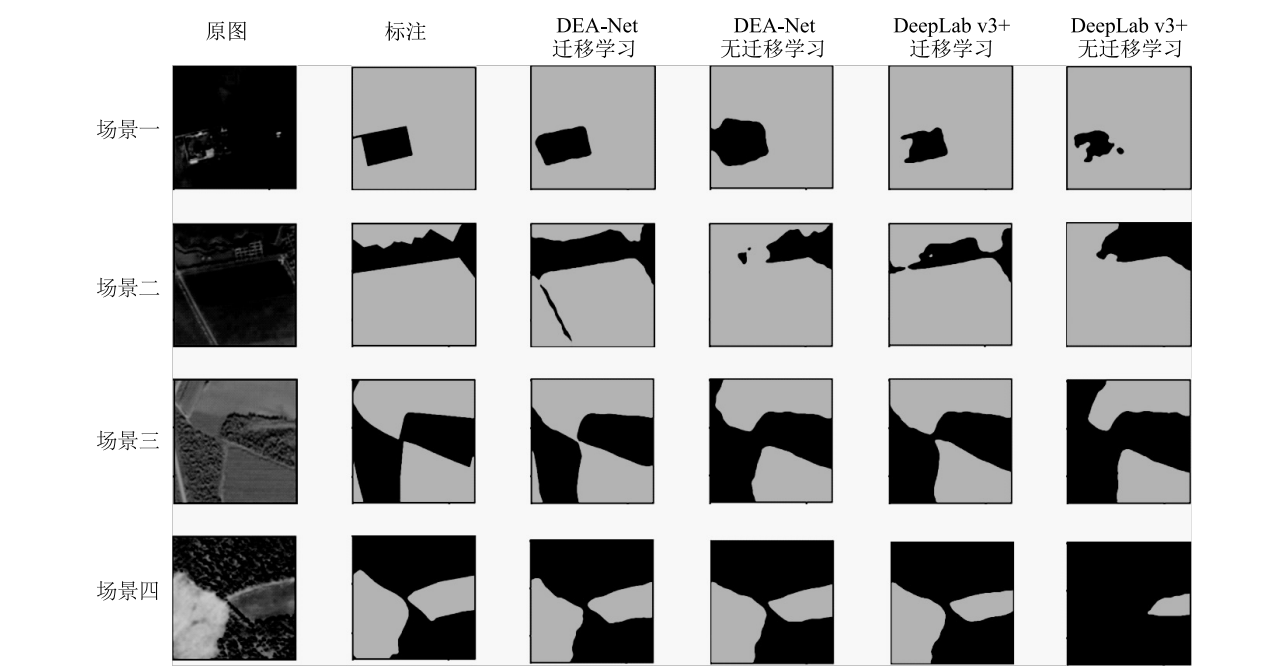 原图
标注
DEA-Net
迁移学习
DEA-Net
无迁移学习
DeepLab v3+
迁移学习
DeepLab v3+
无迁移学习
场景一
场景二
场景三
场景四